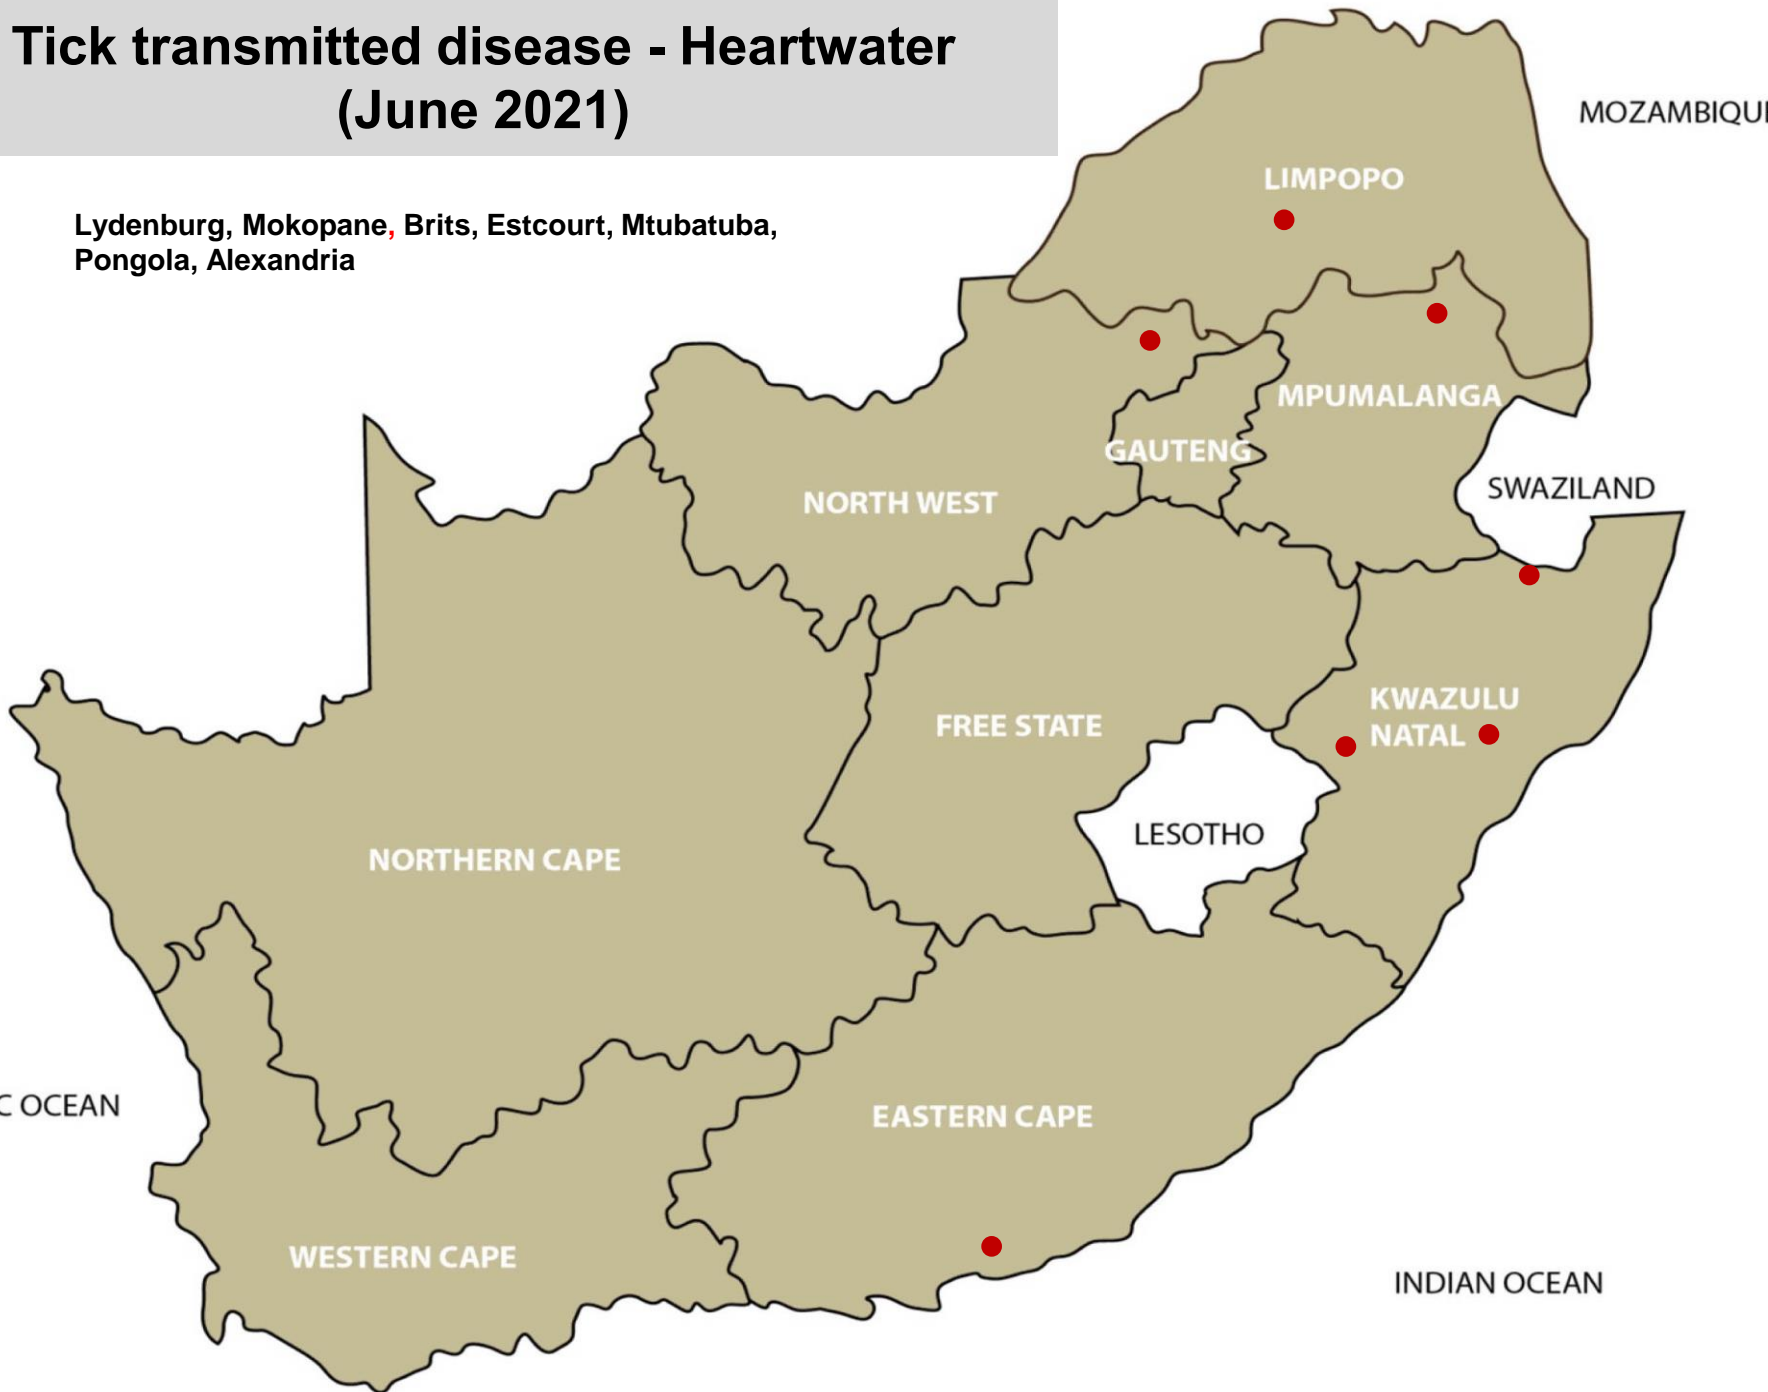 Tick transmitted disease - Heartwater
(June 2021)
MOZAMBIQUE
LIMPOPO
Lydenburg, Mokopane, Brits, Estcourt, Mtubatuba,
Pongola, Alexandria
MPUMALANGA
GAUTENG
SWAZILAND
NORTH WEST
KWAZULU
NATAL
FREE STATE
LESOTHO
NORTHERN CAPE
C OCEAN
EASTERN CAPE
WESTERN CAPE
INDIAN OCEAN